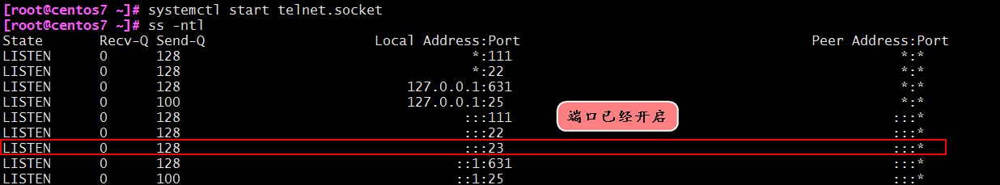 [root@centos7 ~]# systemctl start telnet.socket
[root@centos7 ~]# ss -ntl
State Recv-Q Send-Q Local Address:Port Peer Address:Port
LISTEN 0 128 *:111 *:*
LISTEN 0 128 *:22 *:*
LISTEN 0 128 127.0.0.1:631 *:*
LISTEN 0 100 127.0.0.1:25 *:*
LISTEN 0 128 :::111 :::*
端口已经开启
LISTEN 0 128 :::22 :::*
LISTEN 0 128 :::23 :::*
LISTEN 0 128 ::1:631 :::*
LISTEN 0 100 ::1:25 :::*